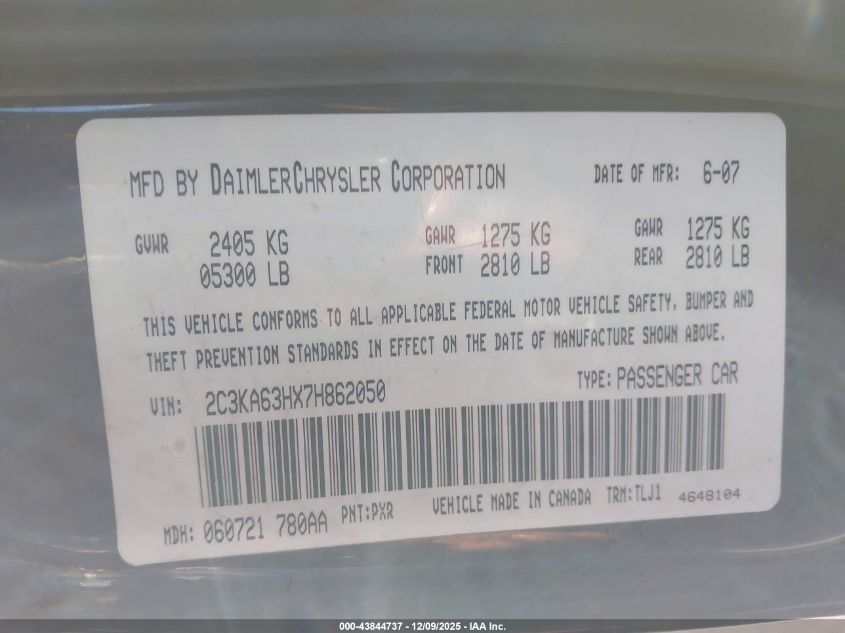 MFD BY DAIMLERCHRYSLER CORPORATION DATE OF MFR: 6-07
GVWR 2405 KG GAWR 1275 KG GAWR 1275 KG
05300 LB FRONT 2810 LB REAR 2810 LB
THIS VEHICLE CONFORMS TO ALL APPLICABLE FEDERAL MOTOR VEHICLE SAFETY, BUMPER AND
THEFT PREVENTION STANDARDS IN EFFECT ON THE DATE OF MANUFACTURE SHOWN ABOVE.
VIN: 2C3KA63HX7H862050 TYPE: PASSENGER CAR
MDH: 060721 780AA PNT:PXR VEHICLE MADE IN CANADA TRM:TLJ1 4648104
000-43844737 - 12/09/2025 - IAA Inc.